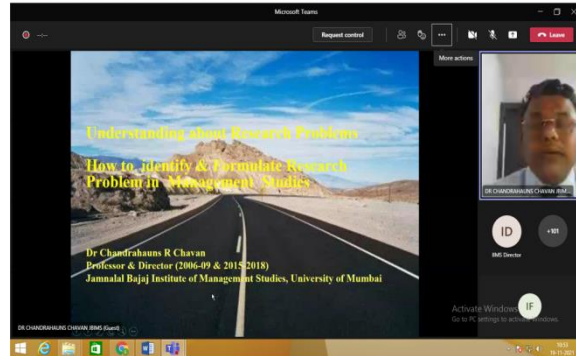 Microsoft Teams
Request control
Leave
More actions
Understanding about Research Problems
How to identify & Formulate Research
Problem in Management Studies
Dr Chandrahauns R Chavan
Professor & Director (2006-09 & 2015-2018)
Jamnalal Bajaj Institute of Management Studies, University of Mumbai
DR CHANDRAHAUNS CHAVAN JBIMS (Guest)
DR CHANDRAHAUNS CHAVAN JBIM...
ID
+101
IIMS Director
IF
Activate Windows
Go to PC settings to activate Windows.
10:53